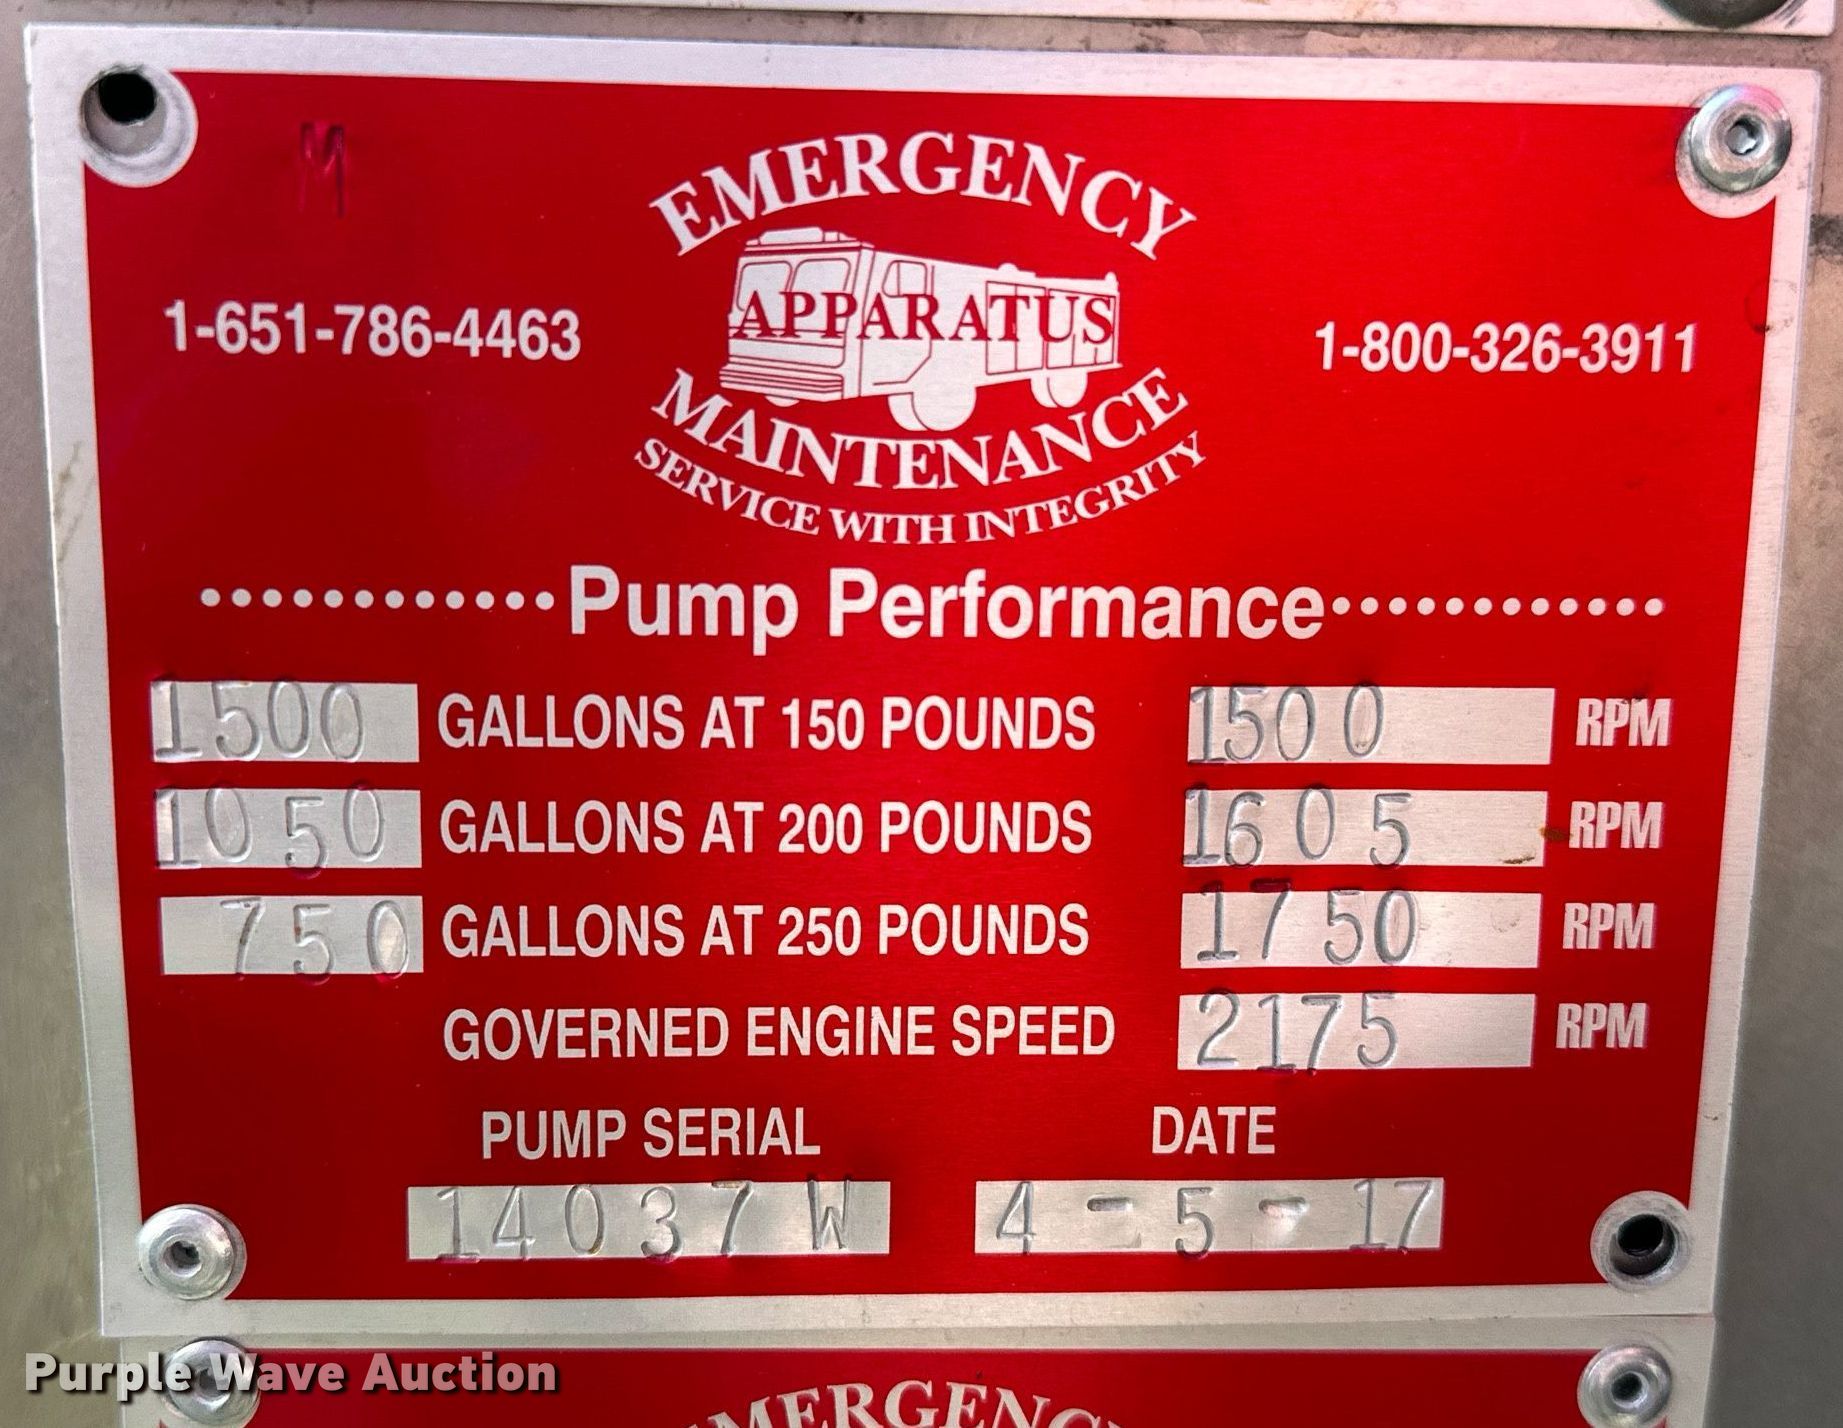 M
EMERGENCY
APPARATUS
1-651-786-4463
1-800-326-3911
MAINTENANCE
SERVICE WITH INTEGRITY
············Pump Performance············
1500 GALLONS AT 150 POUNDS 1500 RPM
1050 GALLONS AT 200 POUNDS 1605 RPM
750 GALLONS AT 250 POUNDS 1750 RPM
GOVERNED ENGINE SPEED 2175 RPM
PUMP SERIAL DATE
14037W 4-5-17
Purple Wave Auction